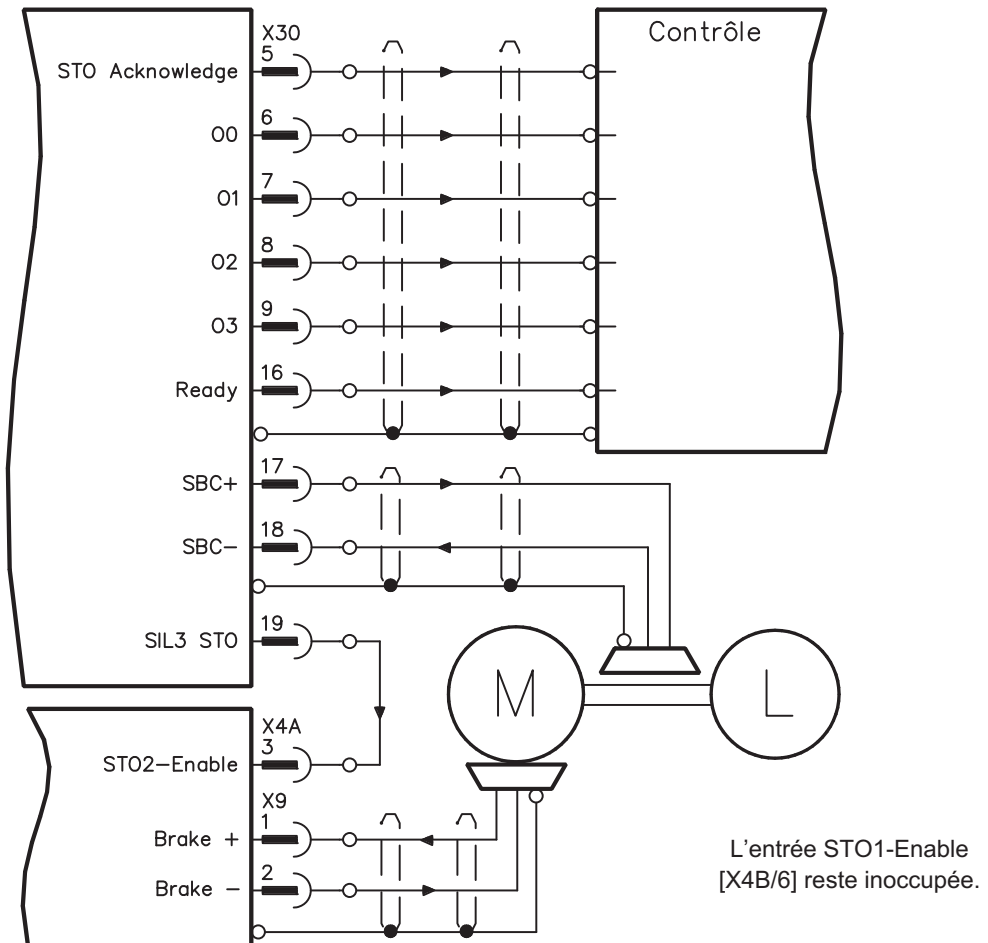 X30
Contrôle
STO Acknowledge 5
O0 6
O1 7
O2 8
O3 9
Ready 16
SBC+ 17
SBC- 18
SIL3 STO 19
M
L
X4A
STO2-Enable 3
X9
Brake + 1
Brake - 2
L'entrée STO1-Enable
[X4B/6] reste inoccupée.